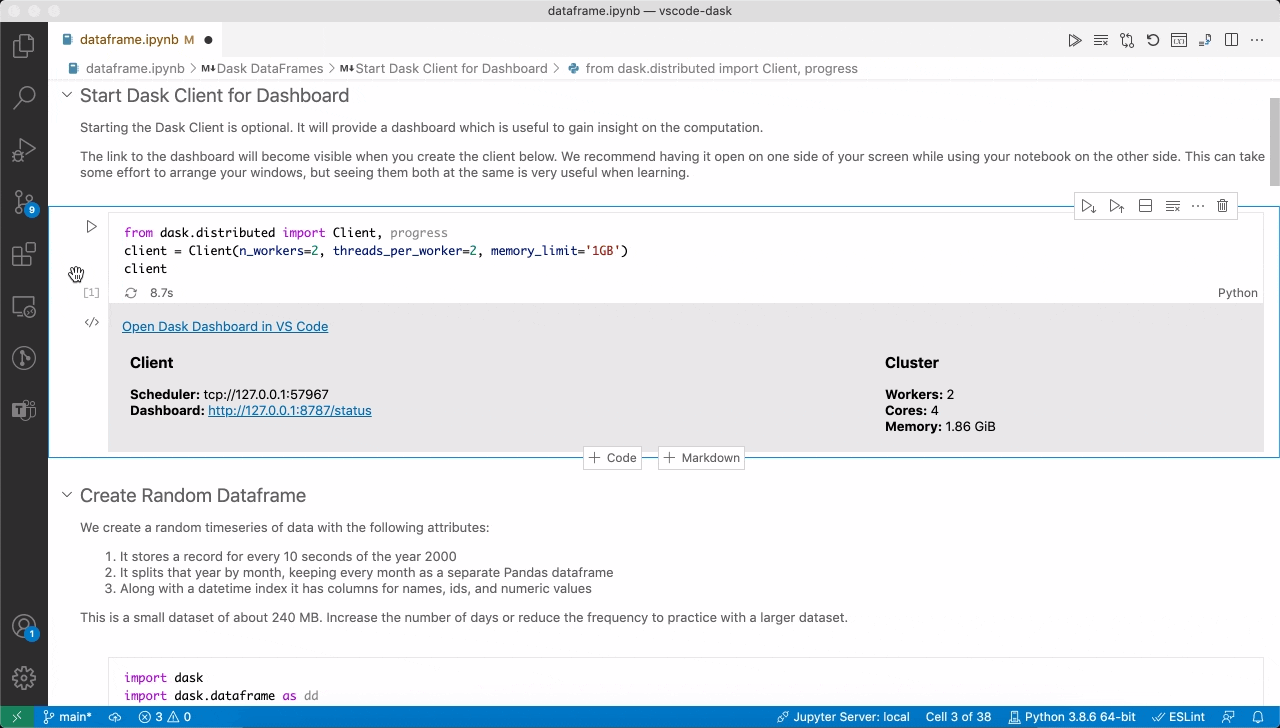 dataframe.ipynb — vscode-dask
dataframe.ipynb M
dataframe.ipynb > M↓Dask DataFrames > M↓Start Dask Client for Dashboard > from dask.distributed import Client, progress
Start Dask Client for Dashboard
Starting the Dask Client is optional. It will provide a dashboard which is useful to gain insight on the computation.
The link to the dashboard will become visible when you create the client below. We recommend having it open on one side of your screen while using your notebook on the other side. This can take
some effort to arrange your windows, but seeing them both at the same is very useful when learning.
9
from dask.distributed import Client, progress
client = Client(n_workers=2, threads_per_worker=2, memory_limit='1GB')
client
[1] 8.7s Python
Open Dask Dashboard in VS Code
Client
Scheduler: tcp://127.0.0.1:57967
Dashboard: http://127.0.0.1:8787/status
Cluster
Workers: 2
Cores: 4
Memory: 1.86 GiB
+ Code + Markdown
Create Random Dataframe
We create a random timeseries of data with the following attributes:
1. It stores a record for every 10 seconds of the year 2000
2. It splits that year by month, keeping every month as a separate Pandas dataframe
3. Along with a datetime index it has columns for names, ids, and numeric values
This is a small dataset of about 240 MB. Increase the number of days or reduce the frequency to practice with a larger dataset.
1
import dask
import dask.dataframe as dd
main* 3 0 Jupyter Server: local Cell 3 of 38 Python 3.8.6 64-bit ESLint